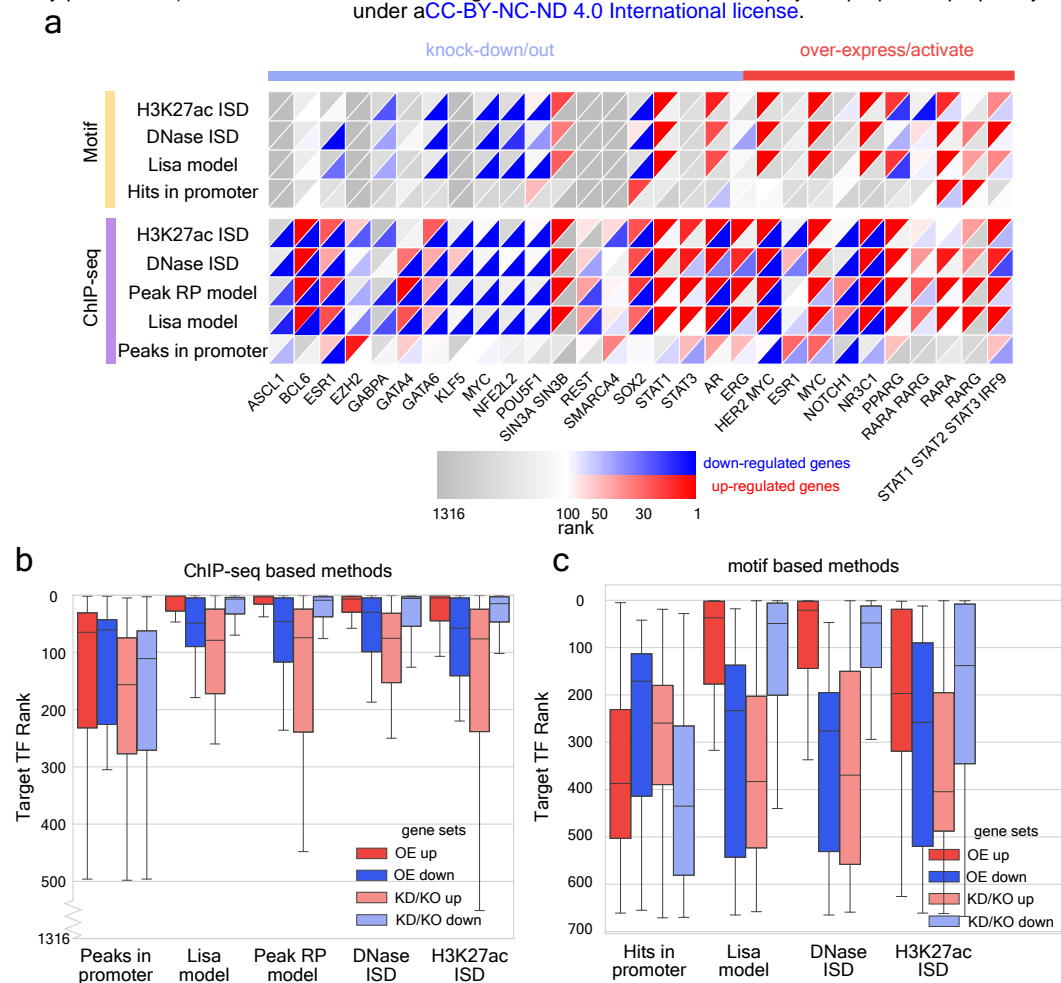 under aCC-BY-NC-ND 4.0 International license.
a
knock-down/out
over-express/activate
Motif
H3K27ac ISD
DNase ISD
Lisa model
Hits in promoter
ChIP-seq
H3K27ac ISD
DNase ISD
Peak RP model
Lisa model
Peaks in promoter
ASCL1
BCL6
ESR1
EZH2
GABPA
GATA4
GATA6
KLF5
MYC
NFE2L2
POU5F1
SIN3A SIN3B
REST
SMARCA4
SOX2
STAT1
STAT3
AR
ERG
HER2 MYC
ESR1
MYC
NOTCH1
NR3C1
PPARG
RARA RARG
RARA
RARG
STAT1 STAT2 STAT3 IRF9
down-regulated genes
up-regulated genes
1316 100 50 30 1
rank
b
ChIP-seq based methods
Target TF Rank
0
100
200
300
400
500
1316
gene sets
OE up
OE down
KD/KO up
KD/KO down
Peaks in promoter
Lisa model
Peak RP model
DNase ISD
H3K27ac ISD
c
motif based methods
Target TF Rank
0
100
200
300
400
500
600
700
gene sets
OE up
OE down
KD/KO up
KD/KO down
Hits in promoter
Lisa model
DNase ISD
H3K27ac ISD